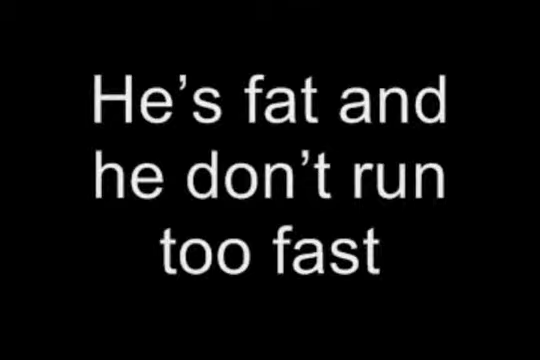 He’s fat and
he don’t run
too fast